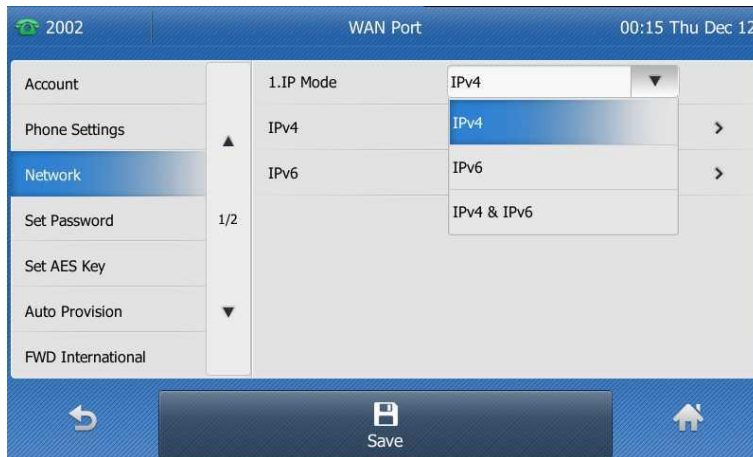 2002 WAN Port 00:15 Thu Dec 12
Account
Phone Settings
Network
Set Password
Set AES Key
Auto Provision
FWD International
1/2
1.IP Mode IPv4
IPv4
IPv6
IPv4
IPv6
IPv4 & IPv6
Save